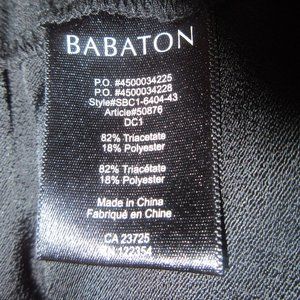 BABATON
P.O. #4500034225
P.O. #4500034228
Style#SBC1-6404-43
Article#50876
DC1
82% Triacetate
18% Polyester
82% Triacétate
18% Polyester
Made in China
Fabriqué en Chine
CA 23725
122354